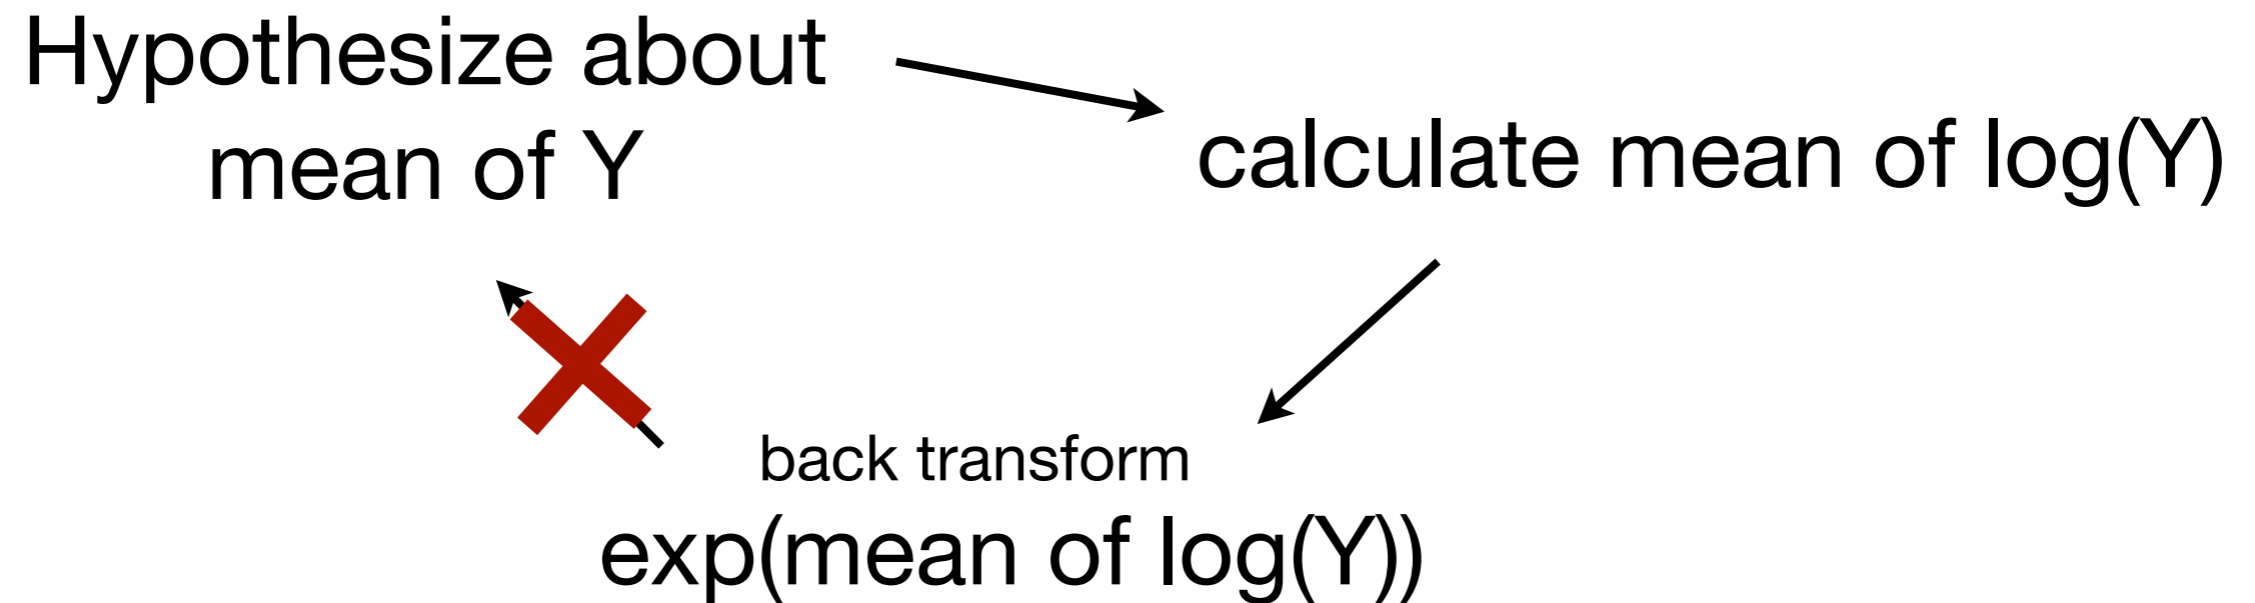 Hypothesize about
mean of Y
calculate mean of log(Y)
back transform
exp(mean of log(Y))